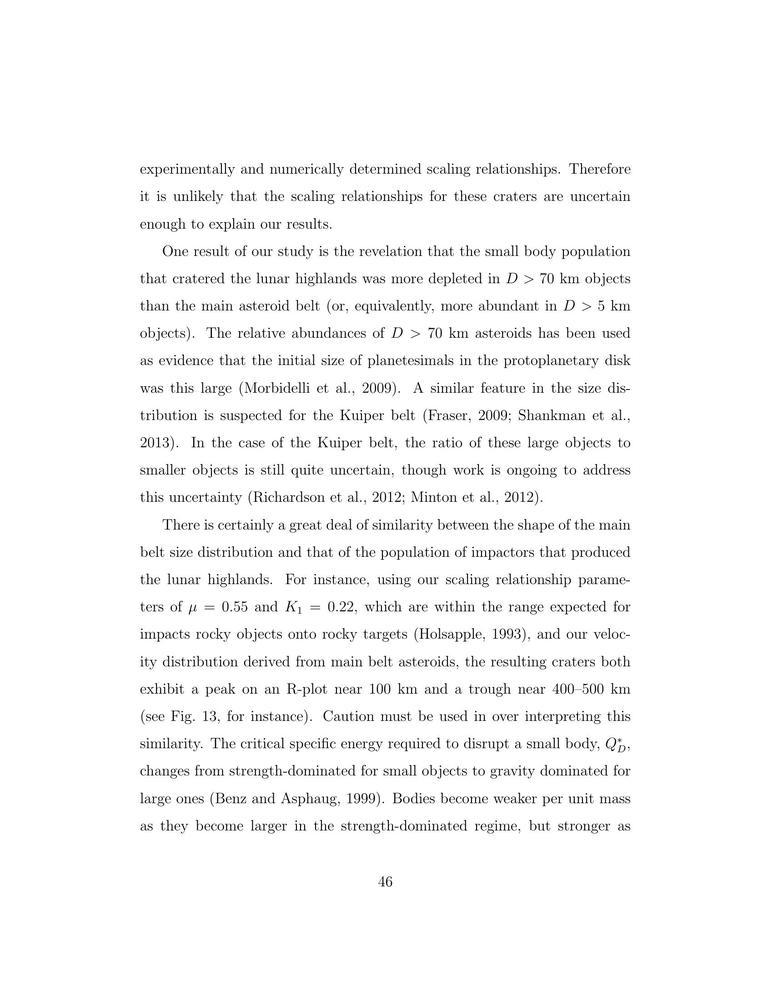 experimentally and numerically determined scaling relationships. Therefore
it is unlikely that the scaling relationships for these craters are uncertain
enough to explain our results.
One result of our study is the revelation that the small body population
that cratered the lunar highlands was more depleted in D > 70 km objects
than the main asteroid belt (or, equivalently, more abundant in D > 5 km
objects). The relative abundances of D > 70 km asteroids has been used
as evidence that the initial size of planetesimals in the protoplanetary disk
was this large (Morbidelli et al., 2009). A similar feature in the size dis-
tribution is suspected for the Kuiper belt (Fraser, 2009; Shankman et al.,
2013). In the case of the Kuiper belt, the ratio of these large objects to
smaller objects is still quite uncertain, though work is ongoing to address
this uncertainty (Richardson et al., 2012; Minton et al., 2012).
There is certainly a great deal of similarity between the shape of the main
belt size distribution and that of the population of impactors that produced
the lunar highlands. For instance, using our scaling relationship parame-
ters of μ = 0.55 and K₁ = 0.22, which are within the range expected for
impacts rocky objects onto rocky targets (Holsapple, 1993), and our veloc-
ity distribution derived from main belt asteroids, the resulting craters both
exhibit a peak on an R-plot near 100 km and a trough near 400–500 km
(see Fig. 13, for instance). Caution must be used in over interpreting this
similarity. The critical specific energy required to disrupt a small body, Q*_D,
changes from strength-dominated for small objects to gravity dominated for
large ones (Benz and Asphaug, 1999). Bodies become weaker per unit mass
as they become larger in the strength-dominated regime, but stronger as
46